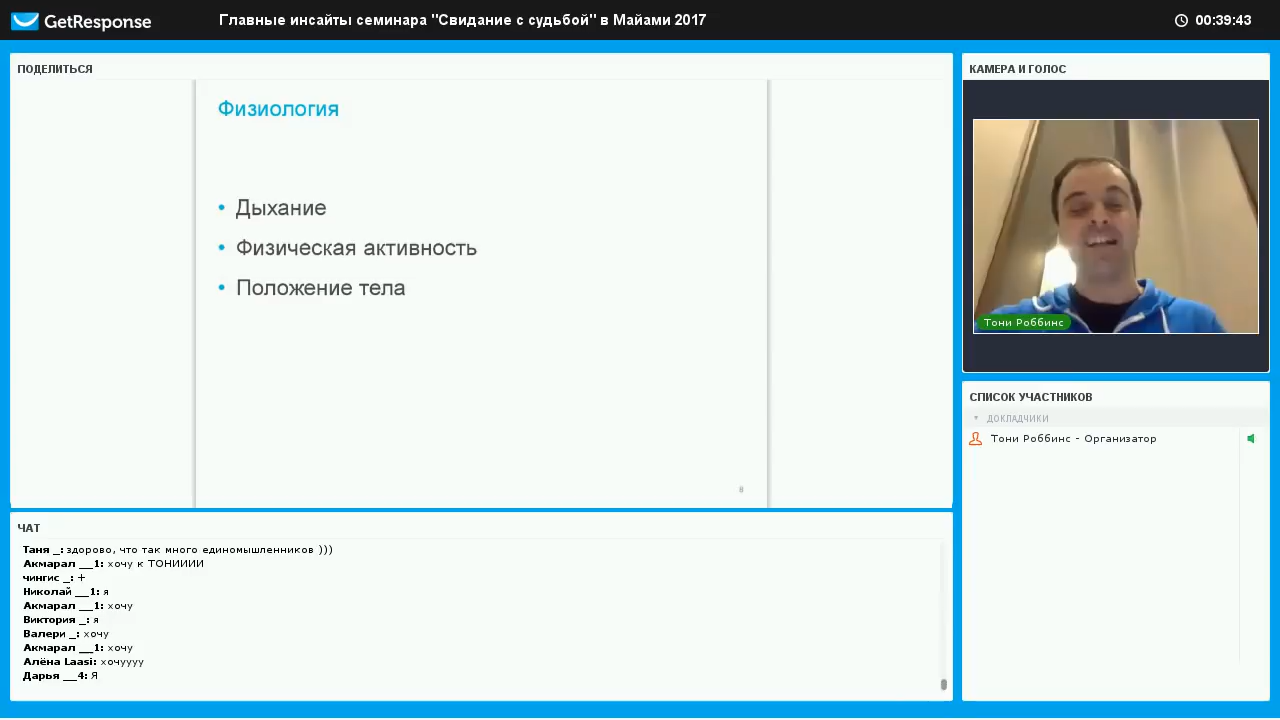 GetResponse
Главные инсайты семинара "Свидание с судьбой" в Майами 2017
00:39:43
ПОДЕЛИТЬСЯ
Физиология
• Дыхание
• Физическая активность
• Положение тела
8
ЧАТ
Таня _: здорово, что так много единомышленников )))
Акмарал __1: хочу к ТОНИИИИ
чингис _: +
Николай __1: я
Акмарал __1: хочу
Виктория _: я
Валери _: хочу
Акмарал __1: хочу
Алёна Laasi: хочуууу
Дарья __4: Я
КАМЕРА И ГОЛОС
Тони Роббинс
СПИСОК УЧАСТНИКОВ
ДОКЛАДЧИКИ
Тони Роббинс - Организатор